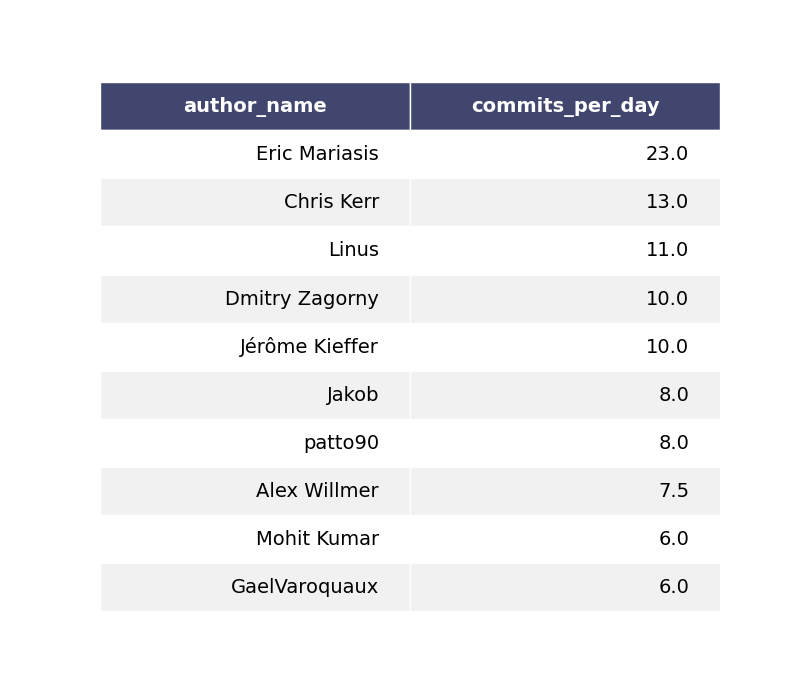 author_name commits_per_day
Eric Mariasis 23.0
Chris Kerr 13.0
Linus 11.0
Dmitry Zagorny 10.0
Jérôme Kieffer 10.0
Jakob 8.0
patto90 8.0
Alex Willmer 7.5
Mohit Kumar 6.0
GaelVaroquaux 6.0